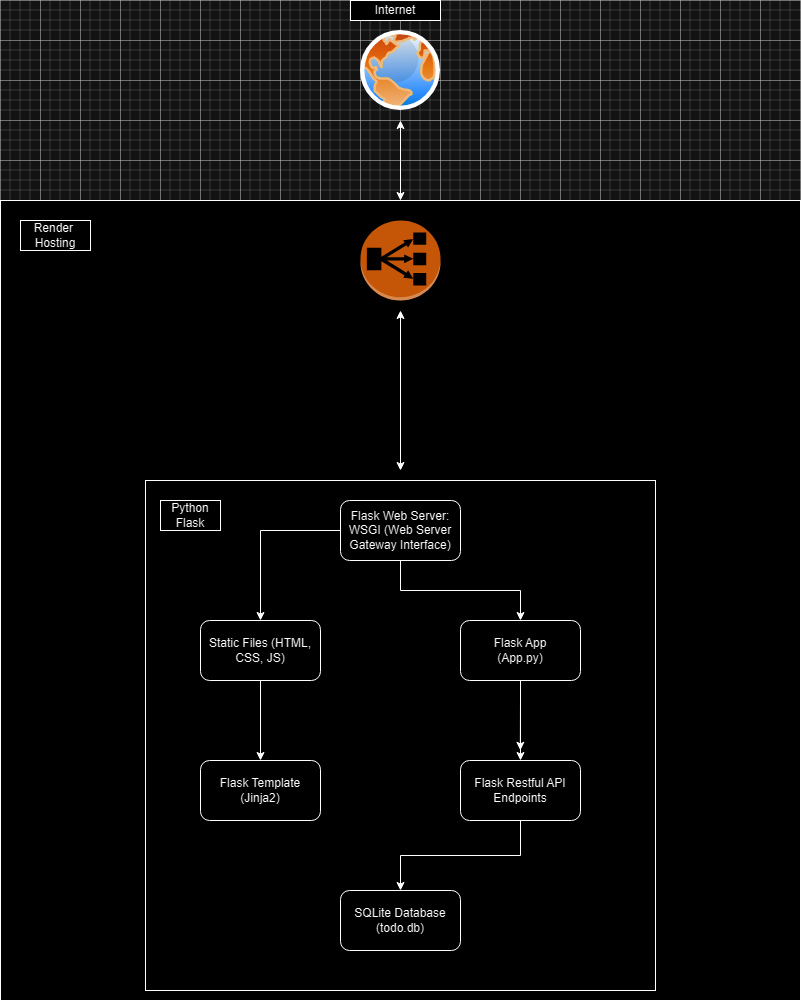 Internet
Render
Hosting
Python
Flask
Flask Web Server:
WSGI (Web Server
Gateway Interface)
Static Files (HTML,
CSS, JS)
Flask App
(App.py)
Flask Template
(Jinja2)
Flask Restful API
Endpoints
SQLite Database
(todo.db)